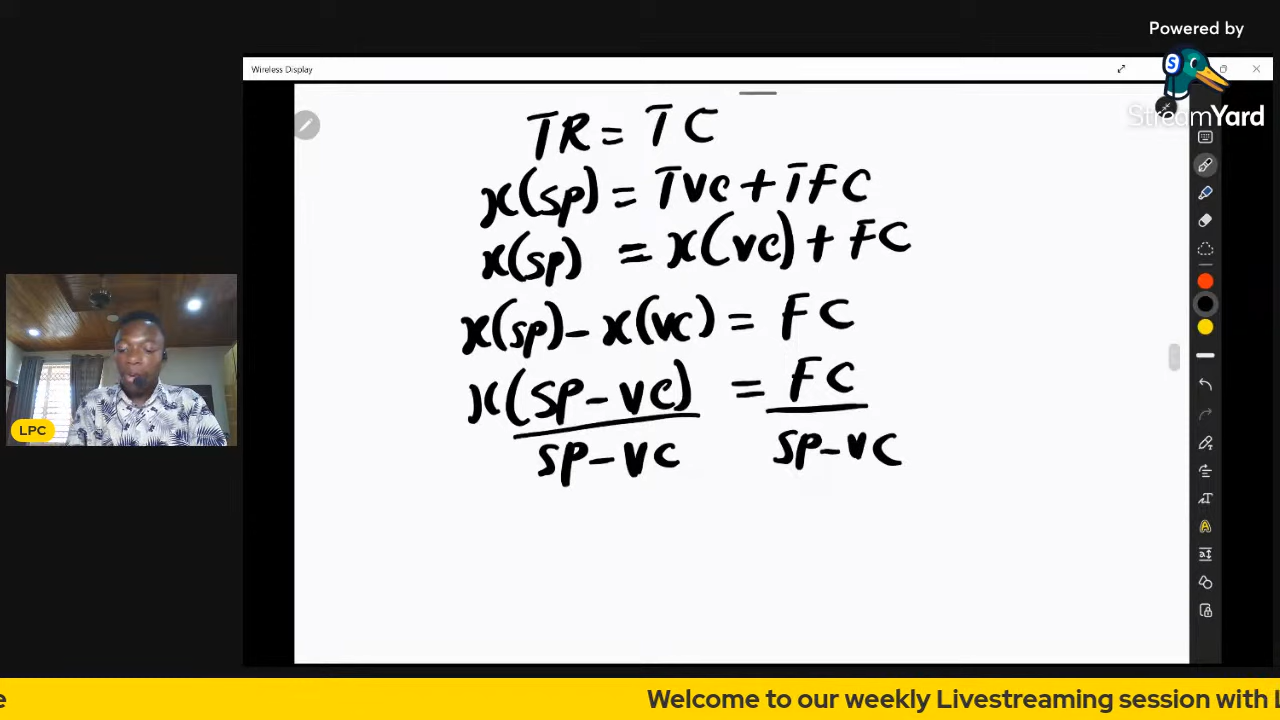 Powered by
StreamYard
Wireless Display
TR = TC
x(SP) = TVC + TFC
x(SP) = x(VC) + FC
x(SP) - x(VC) = FC
x(SP - VC) = FC
SP - VC SP - VC
LPC
e Welcome to our weekly Livestreaming session with L